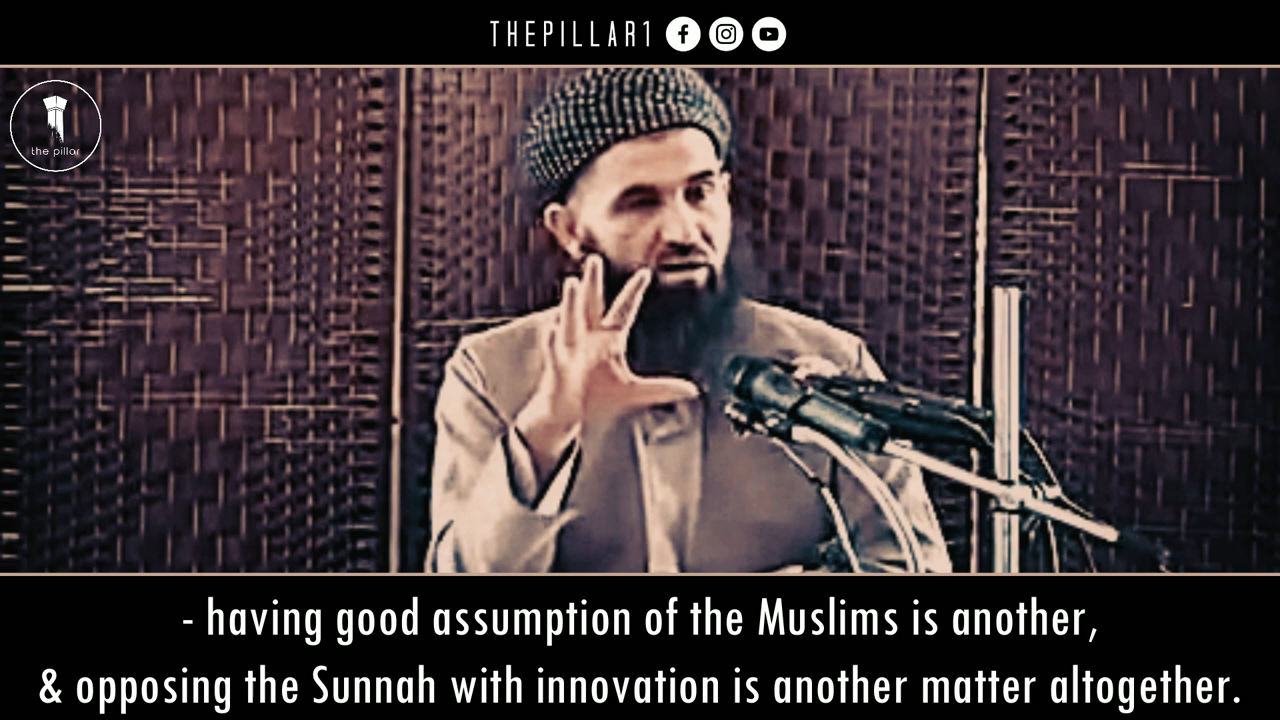 THEPILLAR1
the pillar
- having good assumption of the Muslims is another,
& opposing the Sunnah with innovation is another matter altogether.